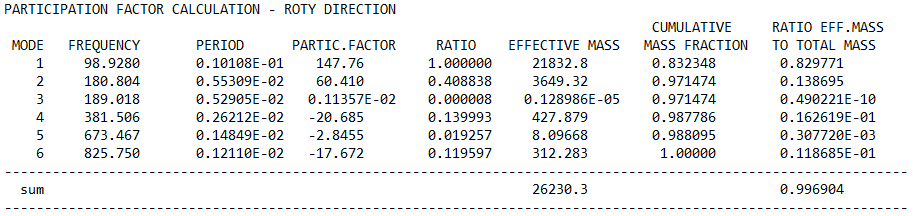 PARTICIPATION FACTOR CALCULATION - ROTY DIRECTION
CUMULATIVE RATIO EFF.MASS
MODE FREQUENCY PERIOD PARTIC.FACTOR RATIO EFFECTIVE MASS MASS FRACTION TO TOTAL MASS
1 98.9280 0.10108E-01 147.76 1.000000 21832.8 0.832348 0.829771
2 180.804 0.55309E-02 60.410 0.408838 3649.32 0.971474 0.138695
3 189.018 0.52905E-02 0.11357E-02 0.000008 0.128986E-05 0.971474 0.490221E-10
4 381.506 0.26212E-02 -20.685 0.139993 427.879 0.987786 0.162619E-01
5 673.467 0.14849E-02 -2.8455 0.019257 8.09668 0.988095 0.307720E-03
6 825.750 0.12110E-02 -17.672 0.119597 312.283 1.00000 0.118685E-01
sum 26230.3 0.996904